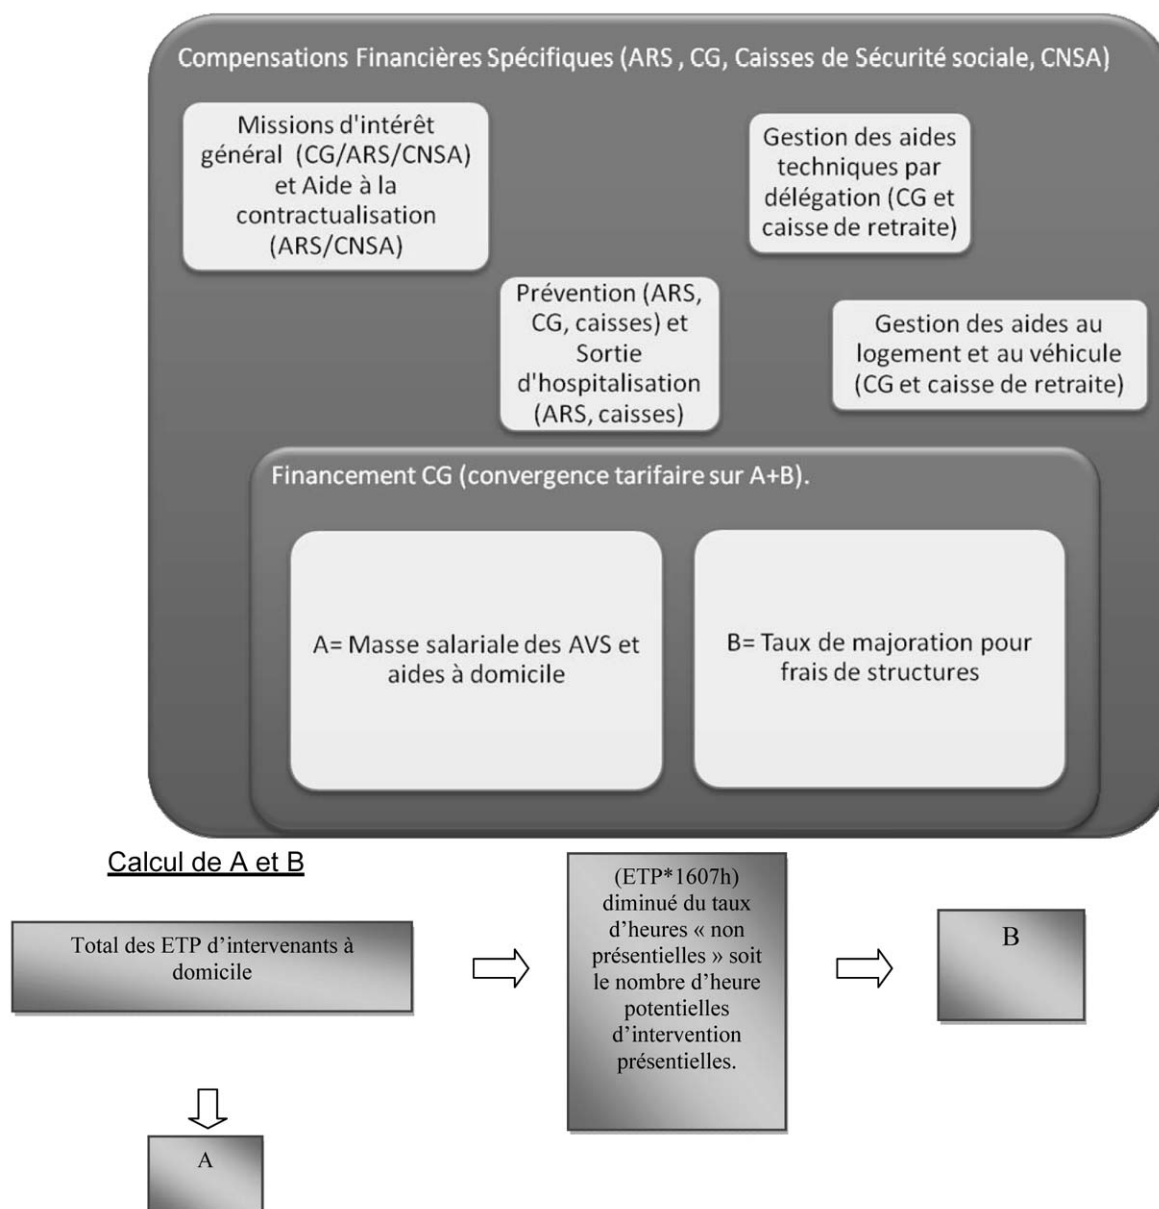 Compensations Financières Spécifiques (ARS , CG, Caisses de Sécurité sociale, CNSA)
Missions d'intérêt
général  (CG/ARS/CNSA)
et Aide à la
contractualisation
(ARS/CNSA)
Gestion des aides
techniques par
délégation (CG et
caisse de retraite)
Prévention (ARS,
CG, caisses) et
Sortie
d'hospitalisation
(ARS, caisses)
Gestion des aides au
logement et au véhicule
(CG et caisse de retraite)
Financement CG (convergence tarifaire sur A+B).
A= Masse salariale des AVS et
aides à domicile
B= Taux de majoration pour
frais de structures
Calcul de A et B
Total des ETP d’intervenants à
domicile
(ETP*1607h)
diminué du taux
d’heures « non
présentielles » soit
le nombre d’heure
potentielles
d’intervention
présentielles.
B
A